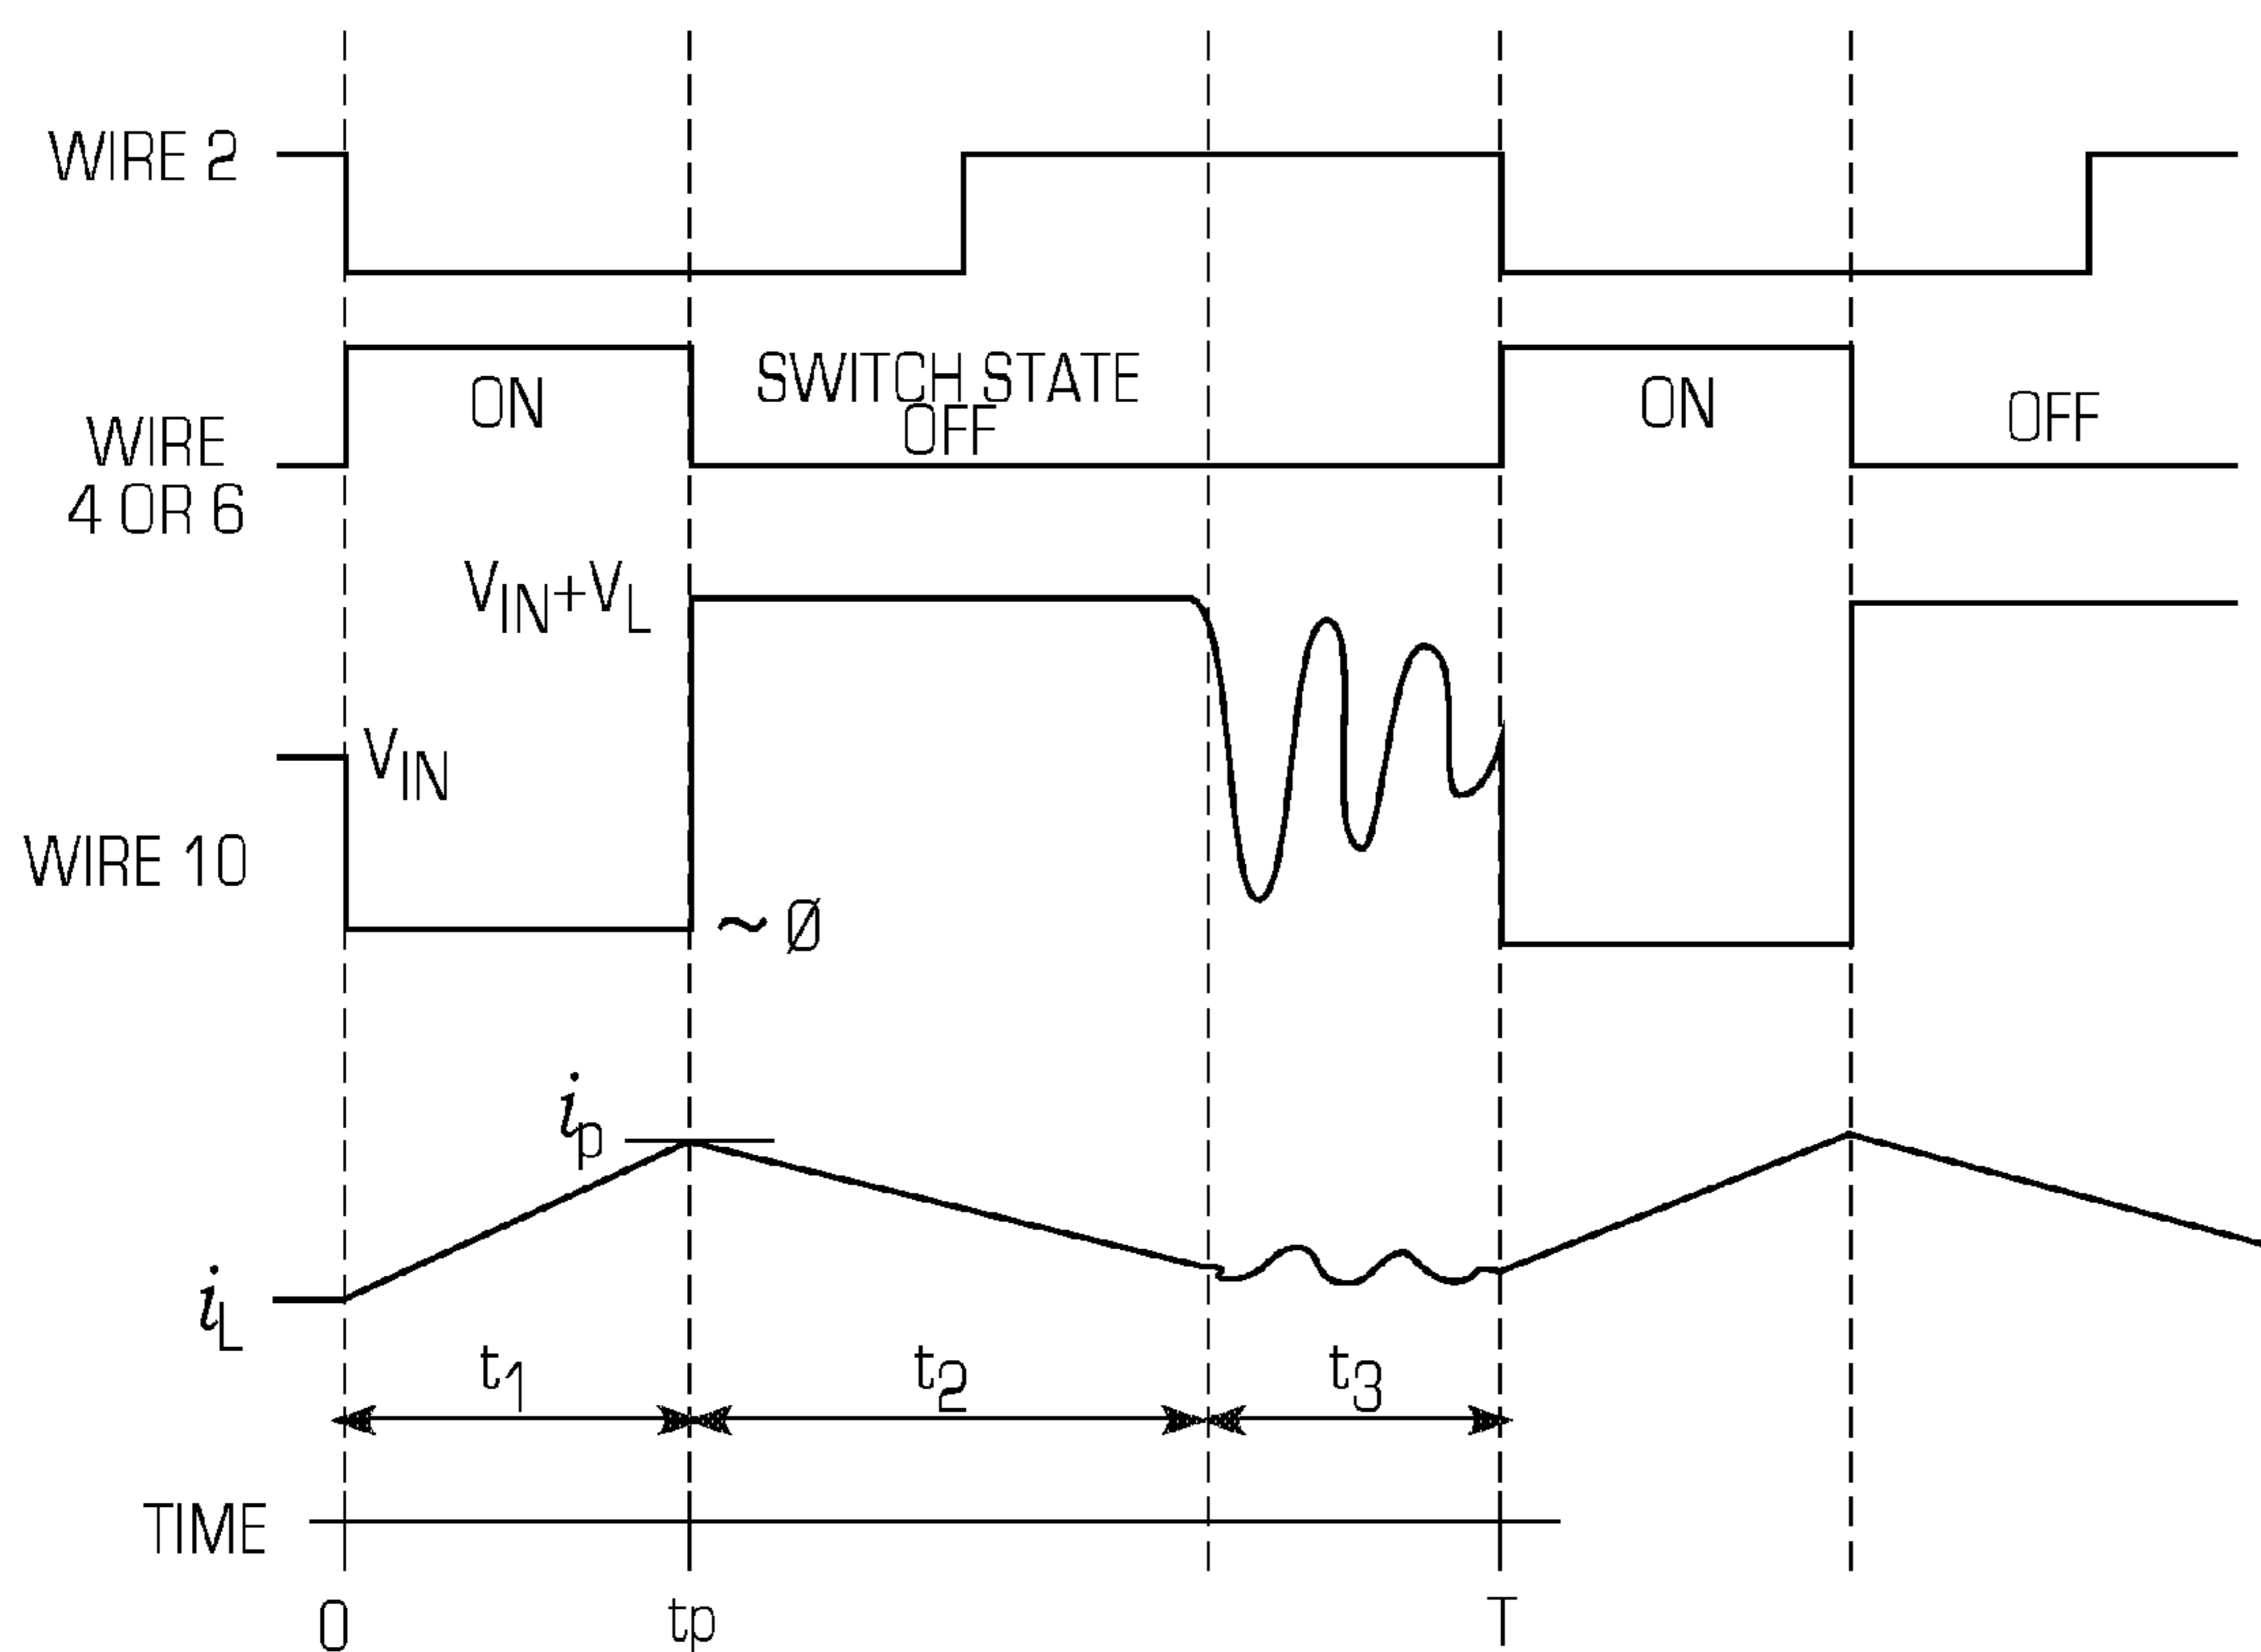 WIRE 2
SWITCH STATE
ON
OFF
ON
OFF
WIRE
4 OR 6
VIN+VL
VIN
WIRE 10
~ Ø
ip
iL
t1
t2
t3
TIME
0
tp
T